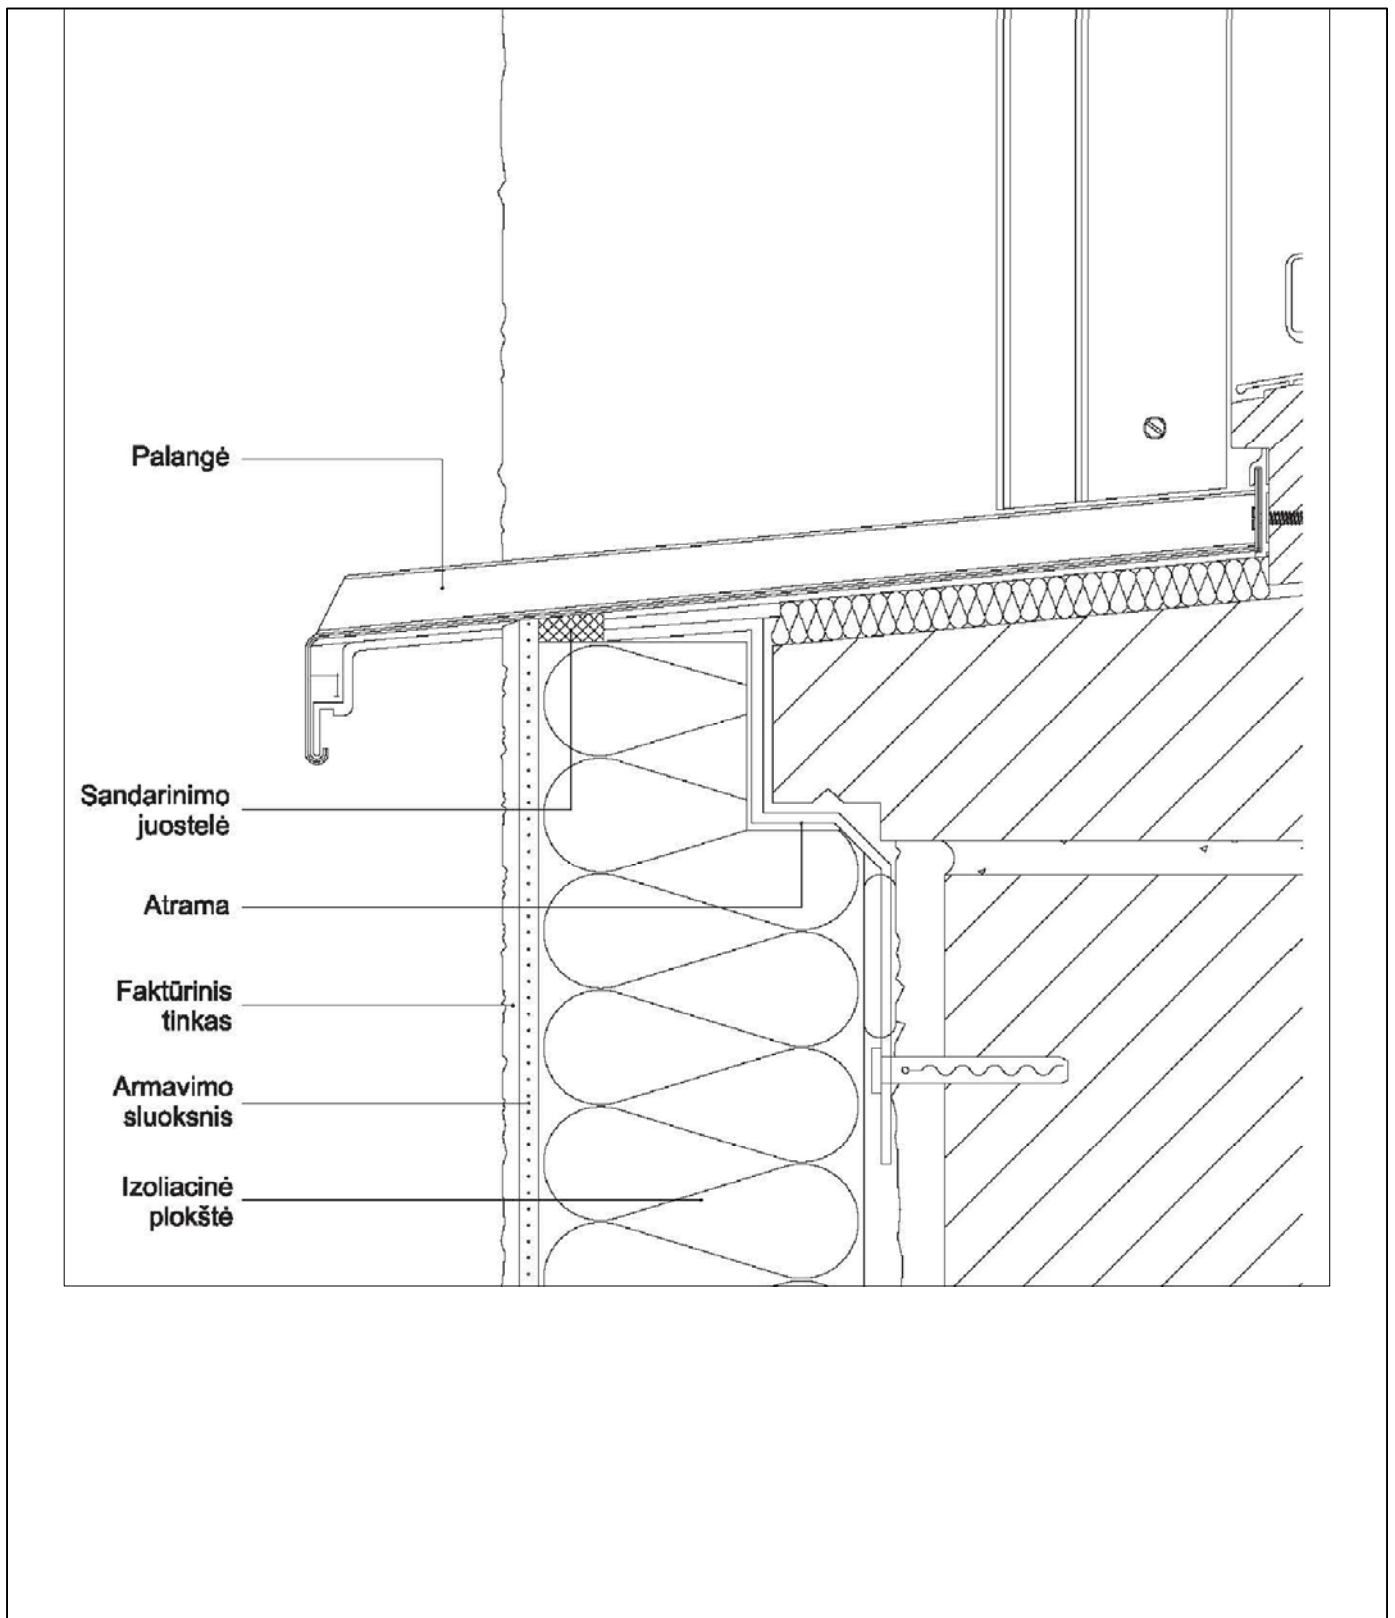 Palangė
Sandarinimo
juostelė
Atrama
Faktūrinis
tinkas
Armavimo
sluoksnis
Izoliacinė
plokštė